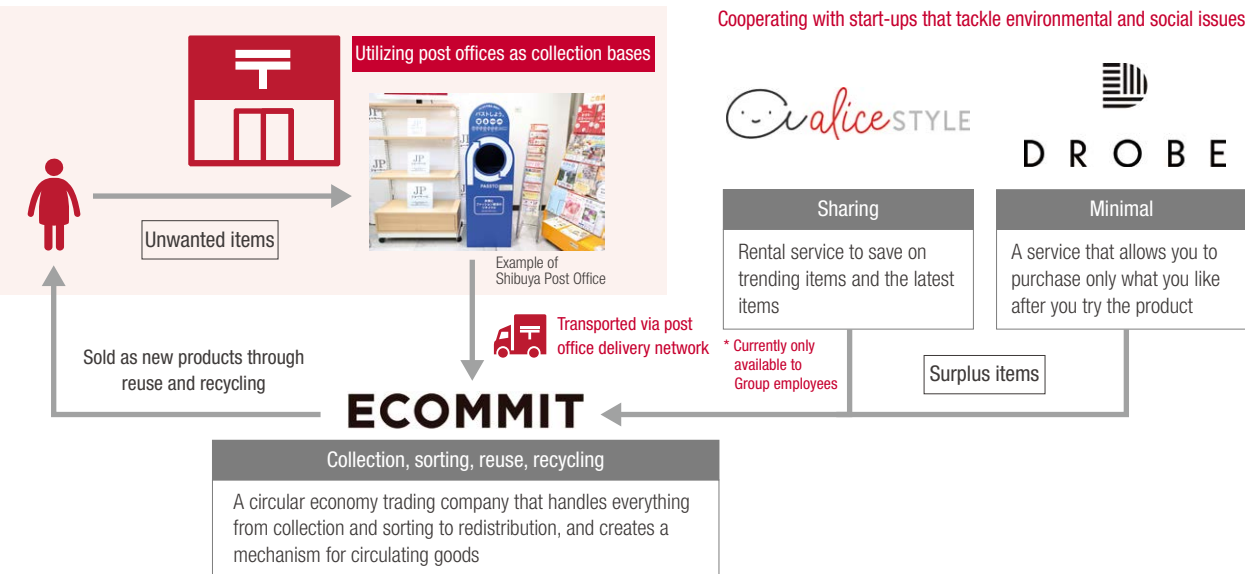 Cooperating with start-ups that tackle environmental and social issues
Utilizing post offices as collection bases
JP
JP
PASSTO
Example of
Shibuya Post Office
Unwanted items
Transported via post
office delivery network
Sold as new products through
reuse and recycling
ECOMMIT
Collection, sorting, reuse, recycling
A circular economy trading company that handles everything
from collection and sorting to redistribution, and creates a
mechanism for circulating goods
alice STYLE
Sharing
Rental service to save on
trending items and the latest
items
* Currently only
available to
Group employees
DROBE
Minimal
A service that allows you to
purchase only what you like
after you try the product
Surplus items